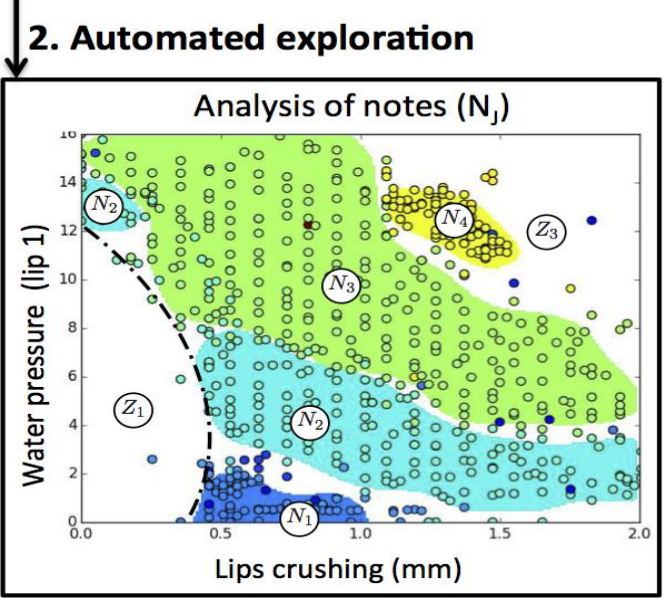 2. Automated exploration
Analysis of notes (NJ)
Water pressure (lip 1)
16
14
12
10
8
6
4
2
0
N2
N4
Z3
N3
Z1
N2
N1
0.0 0.5 1.0 1.5 2.0
Lips crushing (mm)